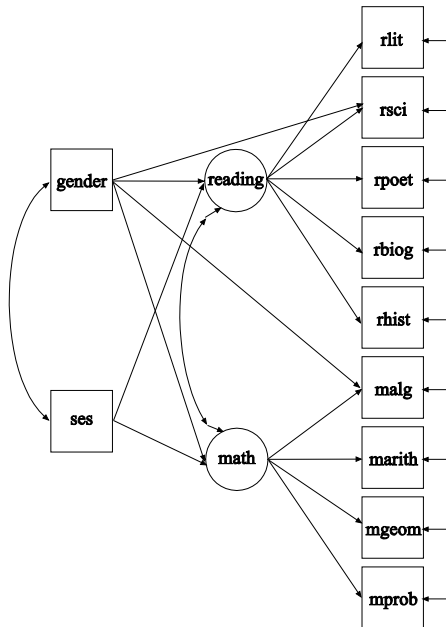 rlit
rsci
gender
reading
rpoet
rbiog
rhist
malg
ses
math
marith
mgeom
mprob